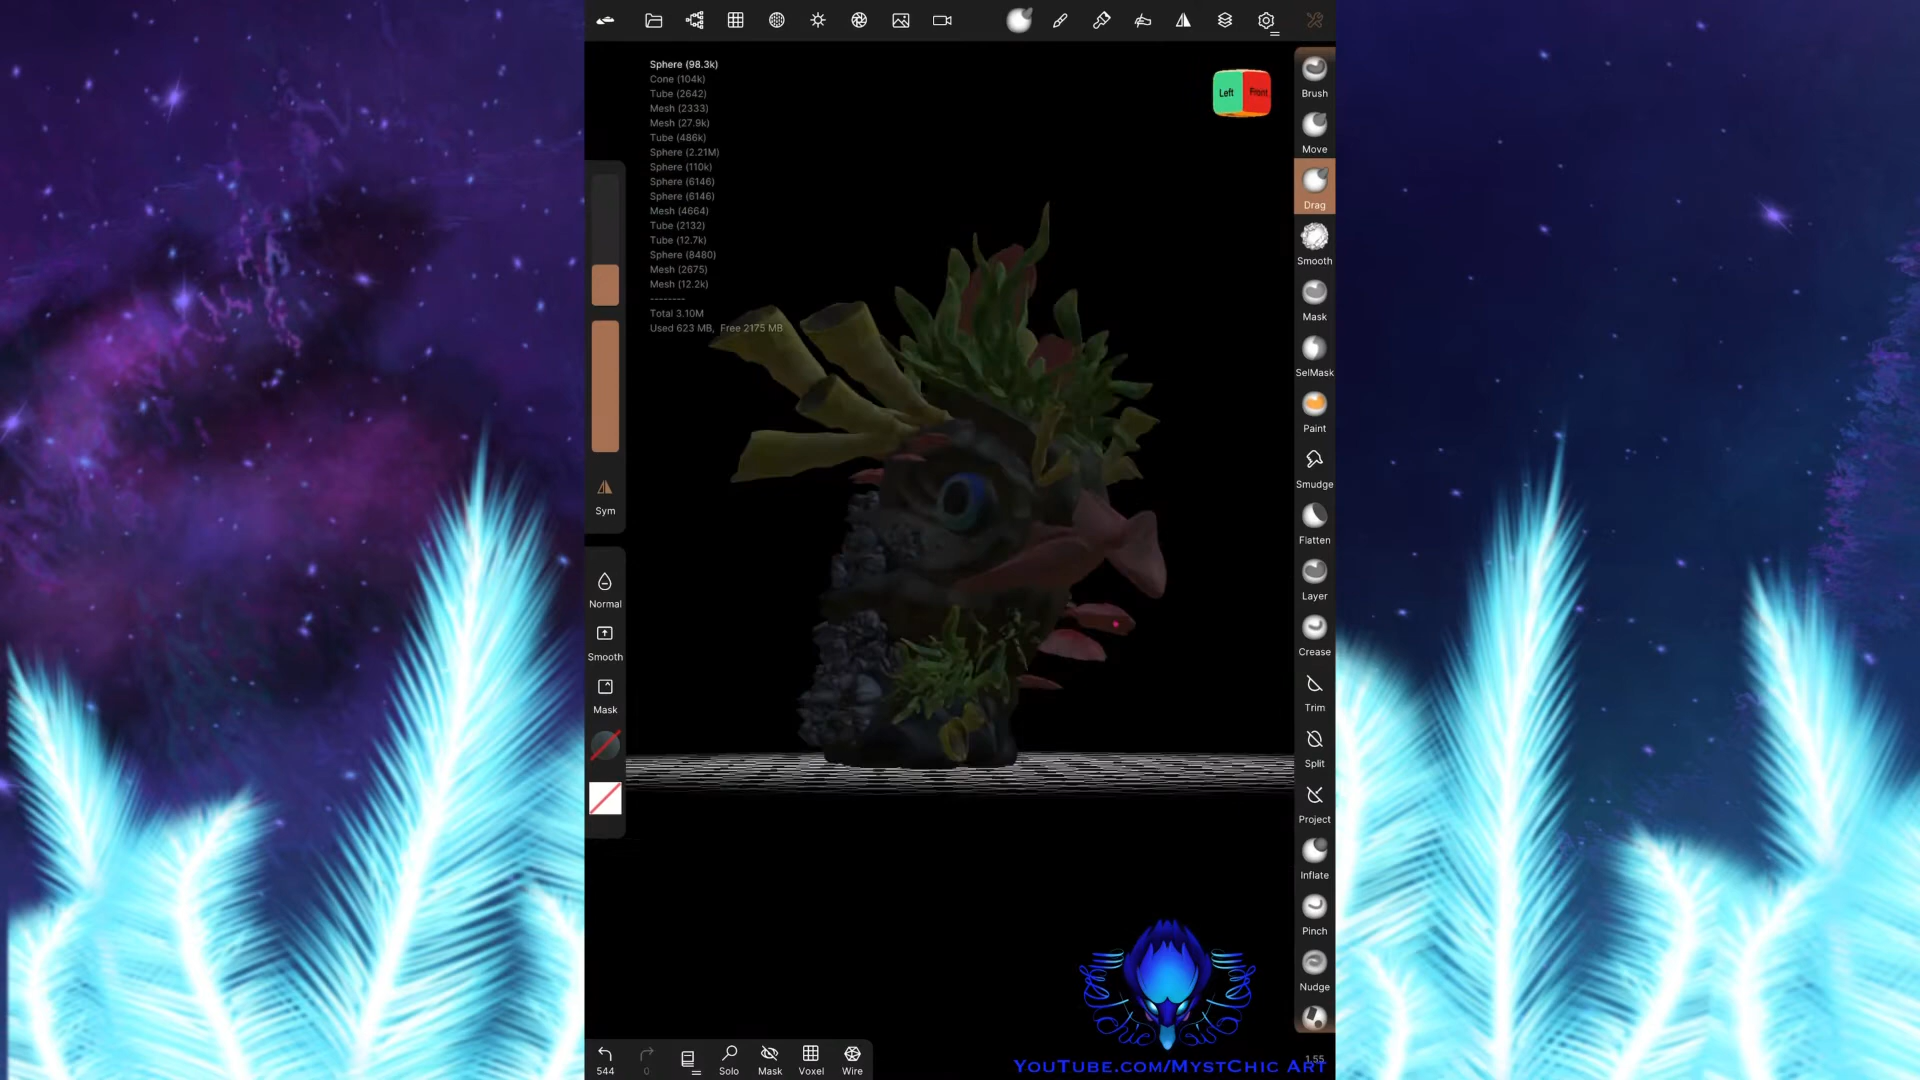 Sphere (98.3k)
Cone (104k)
Tube (2642)
Mesh (2333)
Mesh (27.9k)
Tube (486k)
Sphere (2.21M)
Sphere (110k)
Sphere (6146)
Sphere (6146)
Mesh (4664)
Tube (2132)
Tube (12.7k)
Sphere (8480)
Mesh (2675)
Mesh (12.2k)
--------
Total 3.10M
Used 623 MB, Free 2175 MB
Left
Front
Sym
Normal
Smooth
Mask
Brush
Move
Drag
Smooth
Mask
SelMask
Paint
Smudge
Flatten
Layer
Crease
Trim
Split
Project
Inflate
Pinch
Nudge
544
0
Solo
Mask
Voxel
Wire
1.55
YouTube.com/MystChic Art